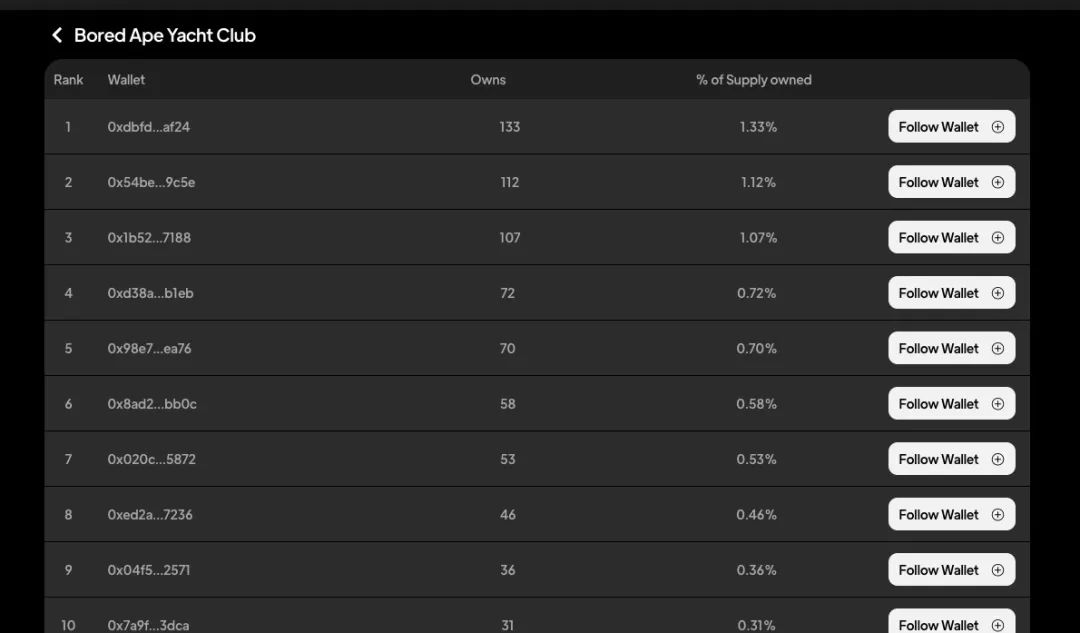 Bored Ape Yacht Club
Rank Wallet Owns % of Supply owned
1 0xdbfd...af24 133 1.33% Follow Wallet
2 0x54be...9c5e 112 1.12% Follow Wallet
3 0x1b52...7188 107 1.07% Follow Wallet
4 0xd38a...b1eb 72 0.72% Follow Wallet
5 0x98e7...ea76 70 0.70% Follow Wallet
6 0x8ad2...bb0c 58 0.58% Follow Wallet
7 0x020c...5872 53 0.53% Follow Wallet
8 0xed2a...7236 46 0.46% Follow Wallet
9 0x04f5...2571 36 0.36% Follow Wallet
10 0x7a9f...3dca 31 0.31% Follow Wallet